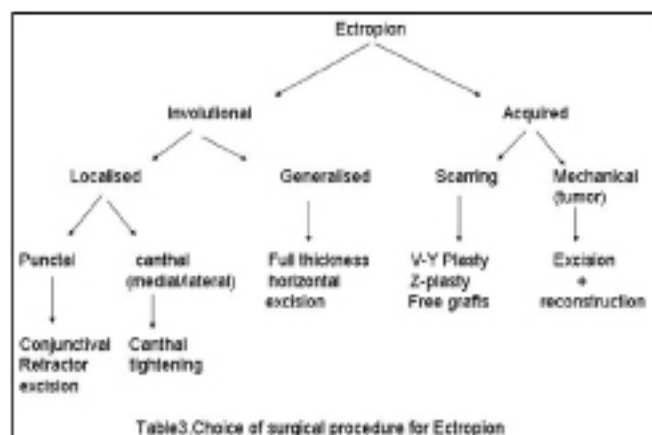 Ectropion
Involutional Acquired
Localised Generalised Scarring Mechanical
(tumor)
Punctal canthal Full thickness V-Y Plasty Excision
(medial/lateral) horizontal Z-plasty +
excision Free grafts reconstruction
Conjunctival Canthal
Retractor tightening
excision
Table3.Choice of surgical procedure for Ectropion